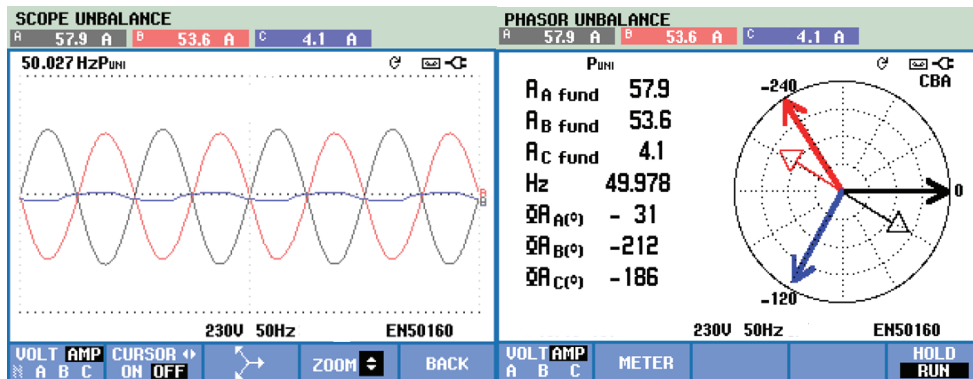 SCOPE UNBALANCE
A 57.9 A B 53.6 A C 4.1 A
50.027 HzPUNI
B
230V 50Hz EN50160
VOLT AMP CURSOR ZOOM BACK
N A B C ON OFF
PHASOR UNBALANCE
A 57.9 A B 53.6 A C 4.1 A
PUNI
CBA
AA fund 57.9
AB fund 53.6
AC fund 4.1
Hz 49.978
ΦAA(°) - 31
ΦAB(°) -212
ΦAC(°) -186
-240
0
-120
230V 50Hz EN50160
VOLT AMP METER HOLD
A B C RUN